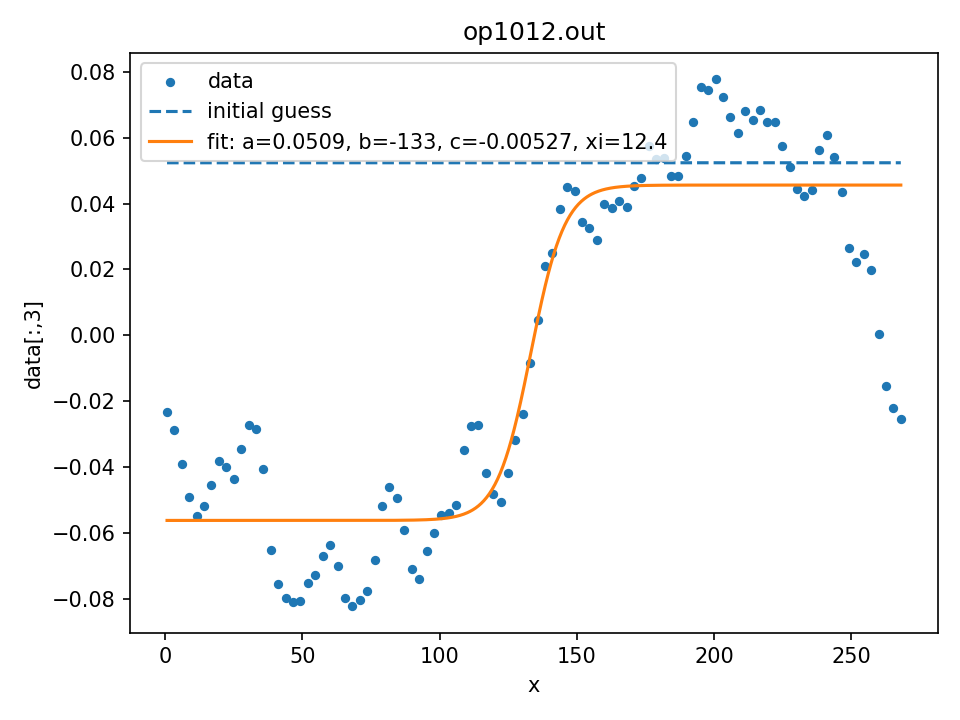 op1012.out
data
initial guess
fit: a=0.0509, b=-133, c=-0.00527, xi=12.4
0.08
0.06
0.04
0.02
0.00
−0.02
−0.04
−0.06
−0.08
data[:,3]
0 50 100 150 200 250
x